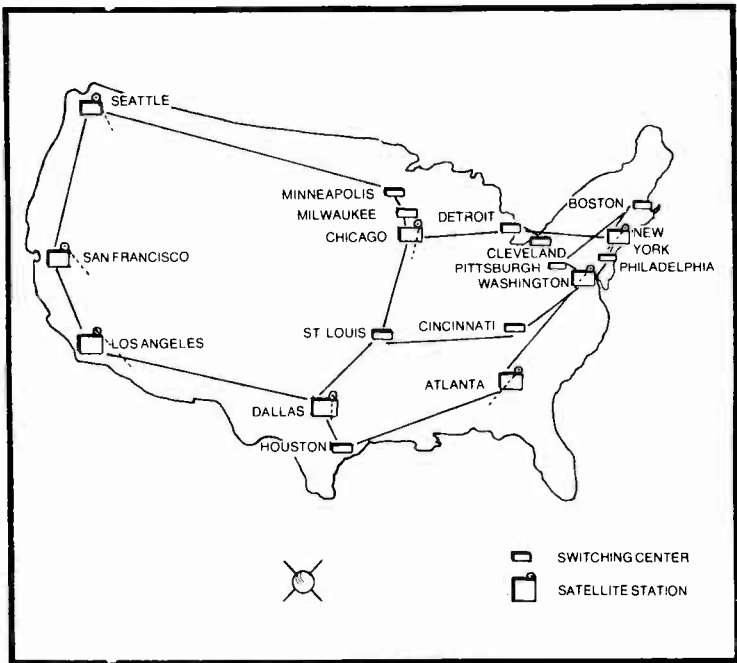 SEATTLE
MINNEAPOLIS
MILWAUKEE
CHICAGO
DETROIT
BOSTON
CLEVELAND
NEW
YORK
PITTSBURGH
PHILADELPHIA
WASHINGTON
SAN FRANCISCO
LOS ANGELES
ST LOUIS
CINCINNATI
ATLANTA
DALLAS
HOUSTON
SWITCHING CENTER
SATELLITE STATION